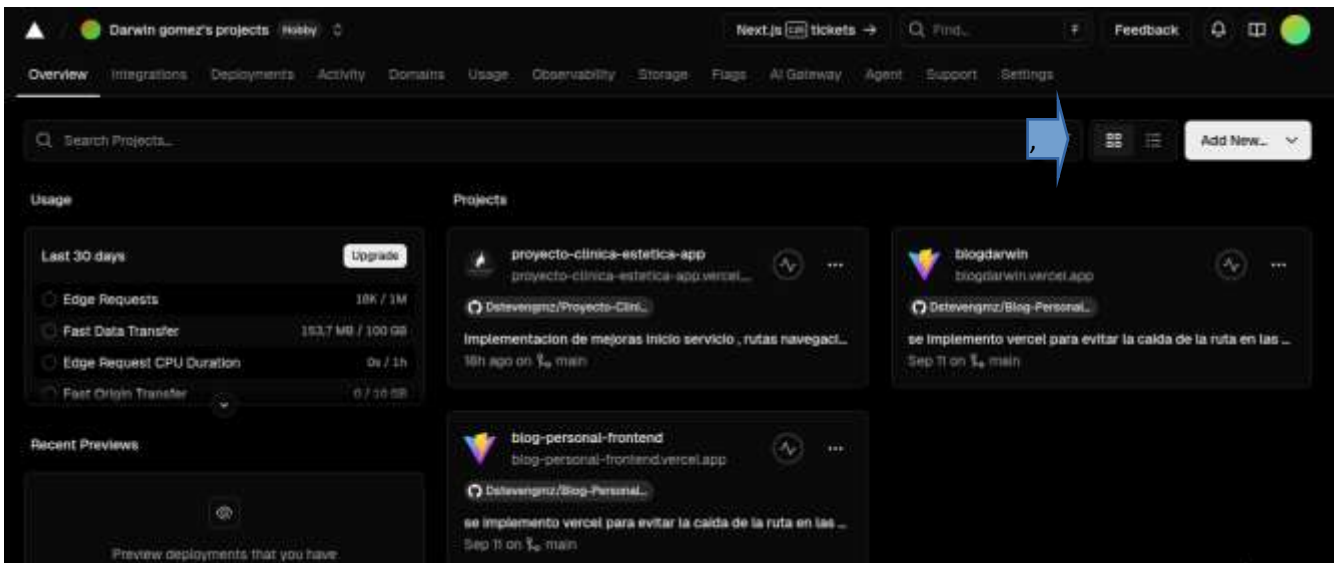 Darwin gomez's projects Hobby
Next.js tickets →
Find...
F
Feedback
Overview Integrations Deployments Activity Domains Usage Observability Storage Flags AI Gateway Agent Support Settings
Search Projects...
,
Add New...
Usage
Last 30 days
Upgrade
Edge Requests 18K / 1M
Fast Data Transfer 153.7 MB / 100 GB
Edge Request CPU Duration 0s / 1h
Fast Origin Transfer 0 / 10 GB
Recent Previews
Preview deployments that you have
Projects
proyecto-clinica-estetica-app
proyecto-clinica-estetica-app.vercel...
Dstevengmz/Proyecto-Clini...
Implementacion de mejoras inicio servicio , rutas navegaci...
18h ago on main
blogdarwin
blogdarwin.vercel.app
Dstevengmz/Blog-Personal...
se implemento vercel para evitar la caida de la ruta en las ...
Sep 11 on main
blog-personal-frontend
blog-personal-frontend.vercel.app
Dstevengmz/Blog-Personal...
se implemento vercel para evitar la caida de la ruta en las ...
Sep 11 on main